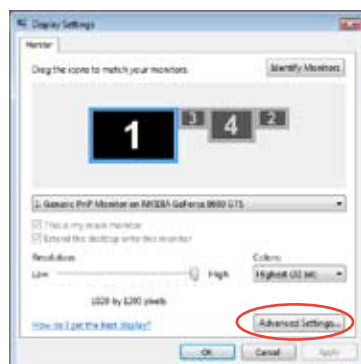 Display Settings
Monitor
Drag the icons to match your monitors.
Identify Monitors
1
3
4
2
1. Generic PnP Monitor on NVIDIA GeForce 8600 GTS
This is my main monitor
Extend the desktop onto this monitor
Resolution:
Colors:
Low
High
Highest (32 bit)
by 1200 pixels
How do I get the best display?
Advanced Settings...
OK
Cancel
Apply